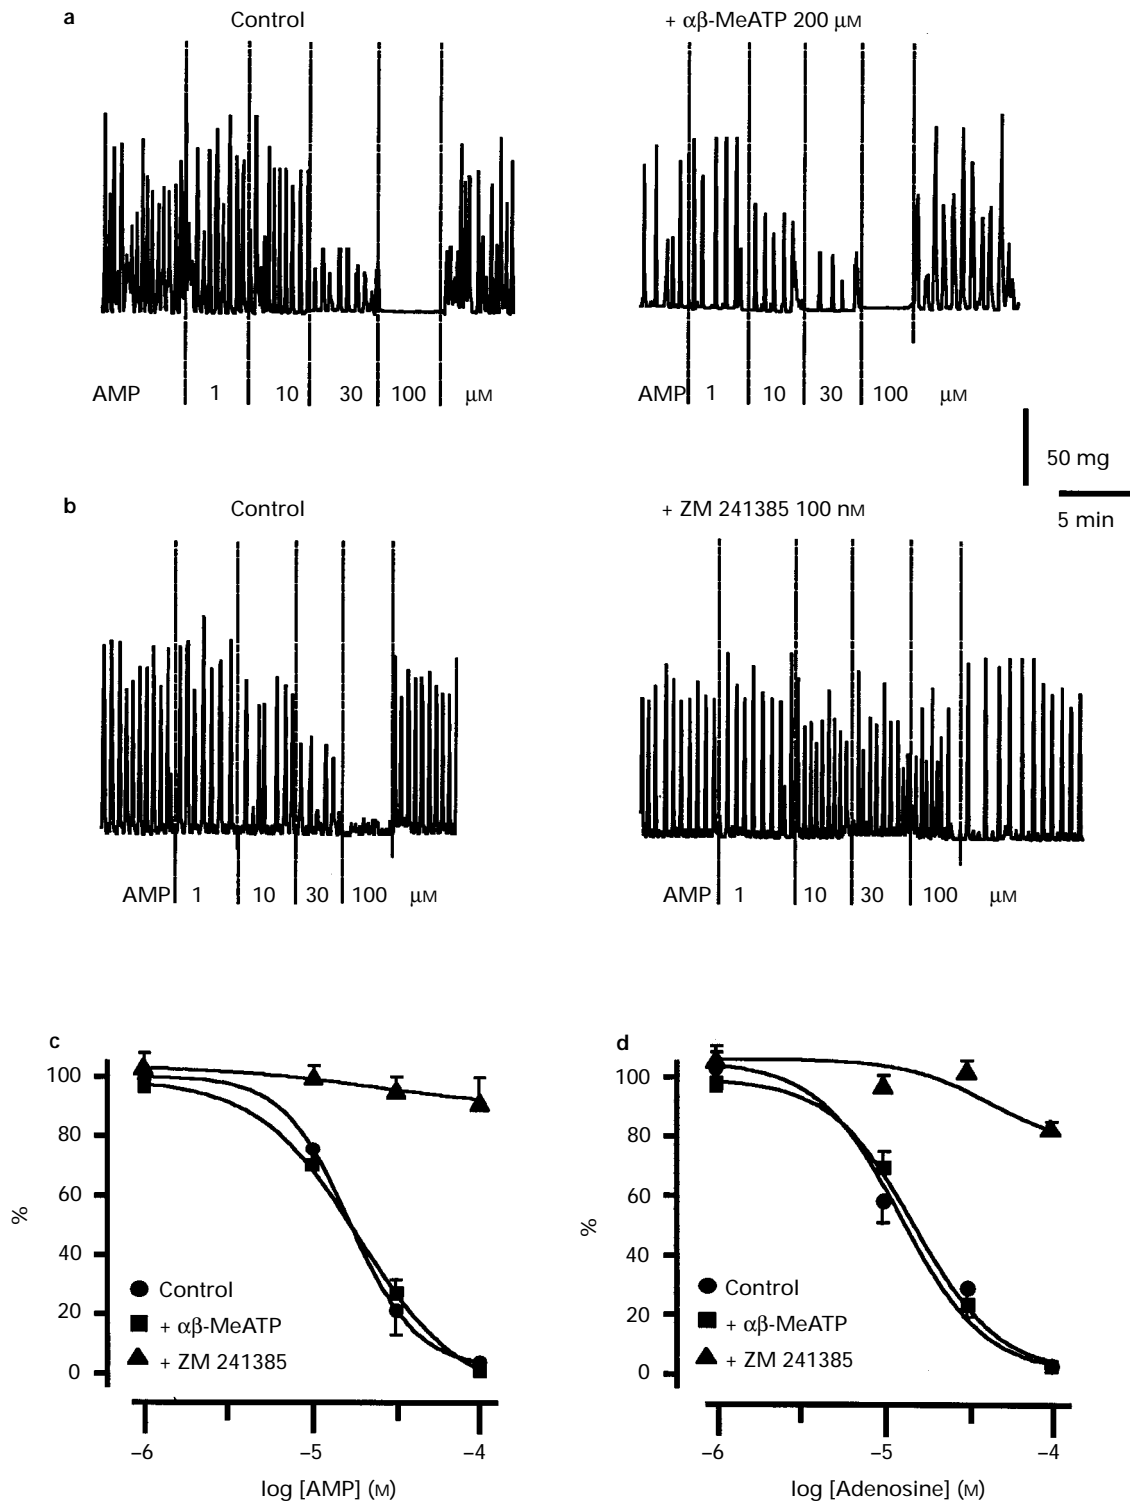 a
Control
+ αβ-MeATP 200 μM
AMP 1 10 30 100 μM
AMP 1 10 30 100 μM
50 mg
5 min
b
Control
+ ZM 241385 100 nM
AMP 1 10 30 100 μM
AMP 1 10 30 100 μM
c
100
80
60
40
20
0
%
Control
+ αβ-MeATP
+ ZM 241385
–6 –5 –4
log [AMP] (M)
d
100
80
60
40
20
0
%
Control
+ αβ-MeATP
+ ZM 241385
–6 –5 –4
log [Adenosine] (M)